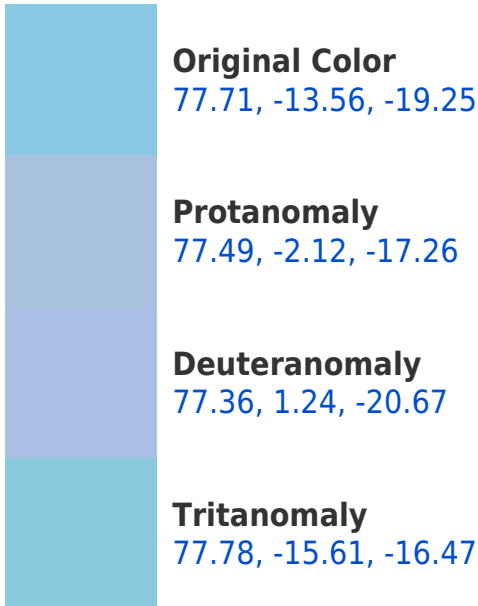 Original Color
77.71, -13.56, -19.25
Protanomaly
77.49, -2.12, -17.26
Deuteranomaly
77.36, 1.24, -20.67
Tritanomaly
77.78, -15.61, -16.47